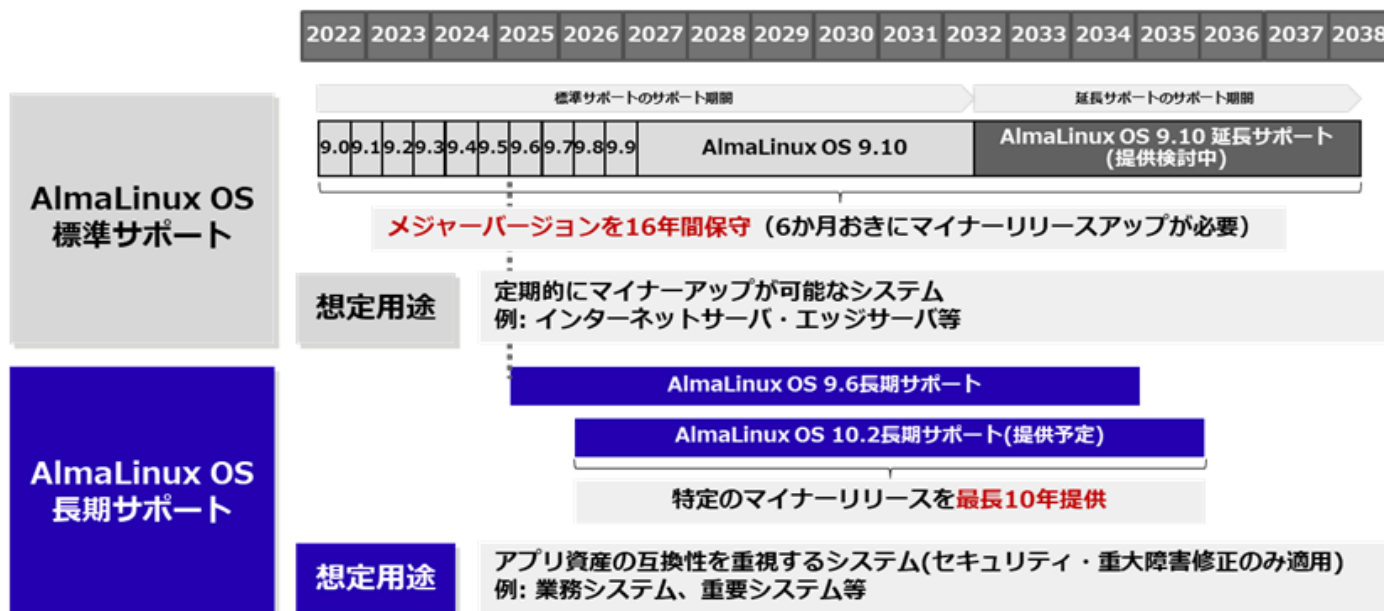 2022 2023 2024 2025 2026 2027 2028 2029 2030 2031 2032 2033 2034 2035 2036 2037 2038
標準サポートのサポート期間 延長サポートのサポート期間
9.0 9.1 9.2 9.3 9.4 9.5 9.6 9.7 9.8 9.9 AlmaLinux OS 9.10
AlmaLinux OS 9.10 延長サポート
(提供検討中)
AlmaLinux OS
標準サポート
メジャーバージョンを16年間保守（6か月おきにマイナーリリースアップが必要）
想定用途
定期的にマイナーアップが可能なシステム
例: インターネットサーバ・エッジサーバ等
AlmaLinux OS
長期サポート
AlmaLinux OS 9.6長期サポート
AlmaLinux OS 10.2長期サポート(提供予定)
特定のマイナーリリースを最長10年提供
想定用途
アプリ資産の互換性を重視するシステム(セキュリティ・重大障害修正のみ適用)
例: 業務システム、重要システム等